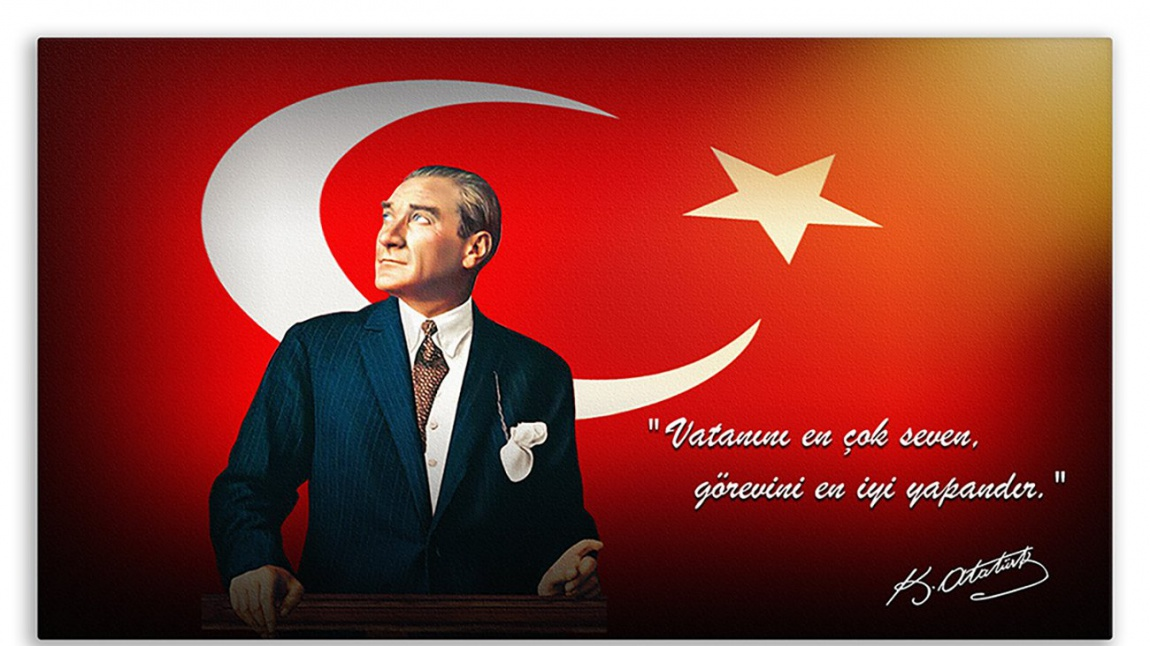 "Vatanını en çok seven,
görevini en iyi yapandır."
K. Atatürk